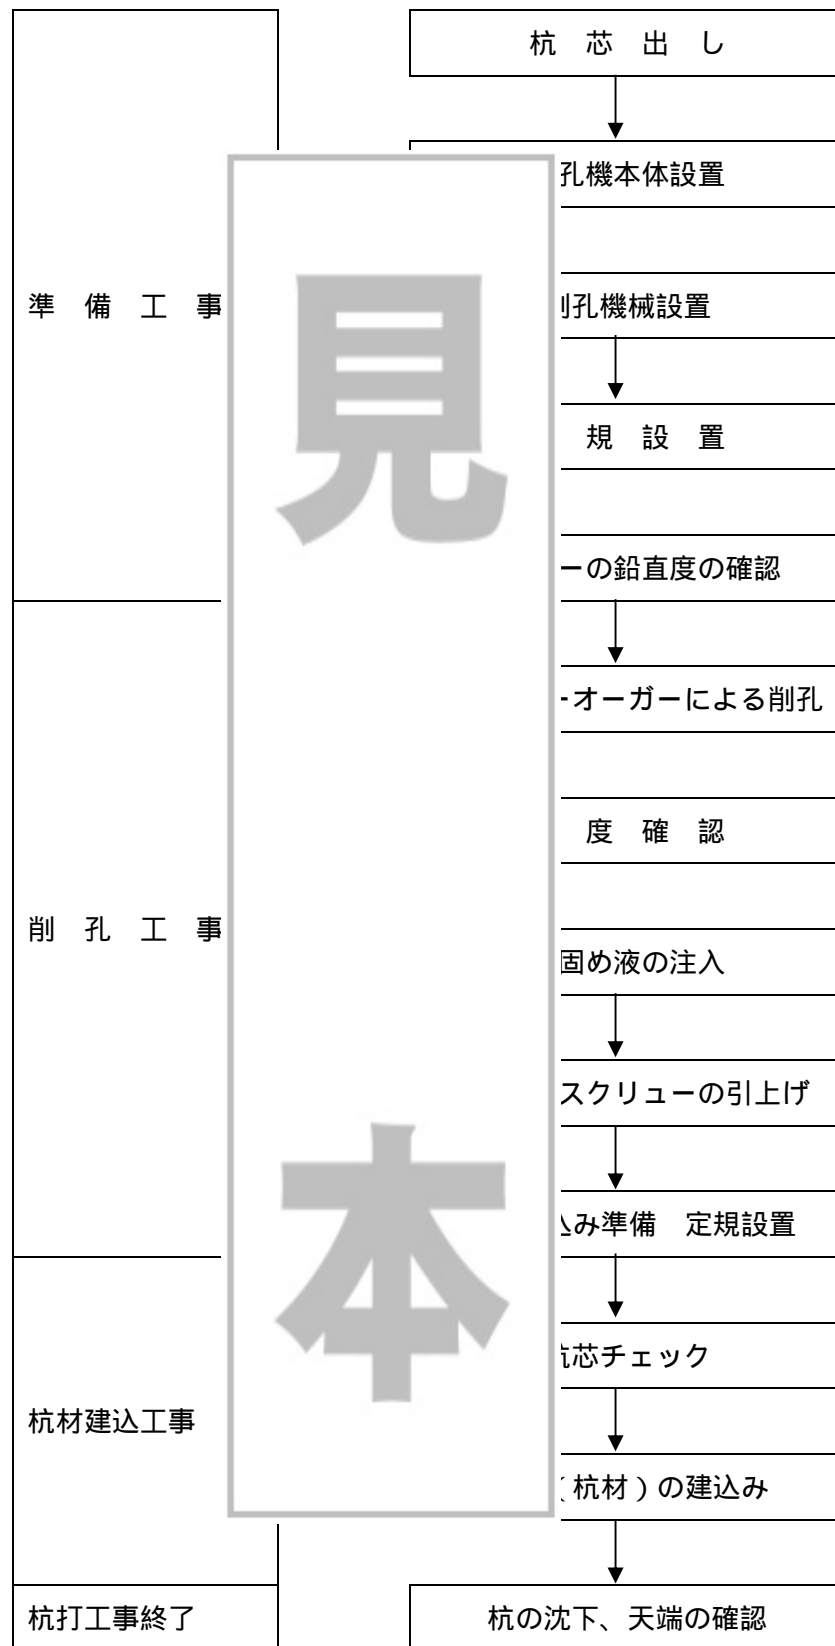 杭　芯　出　し
孔機本体設置
準　備　工　事
孔機械設置
規　設　置
ーの鉛直度の確認
ーオーガーによる削孔
度　確　認
削　孔　工　事
固め液の注入
スクリューの引上げ
み準備　定規設置
芯チェック
杭材建込工事
（杭材）の建込み
杭打工事終了
杭の沈下、天端の確認
見
本